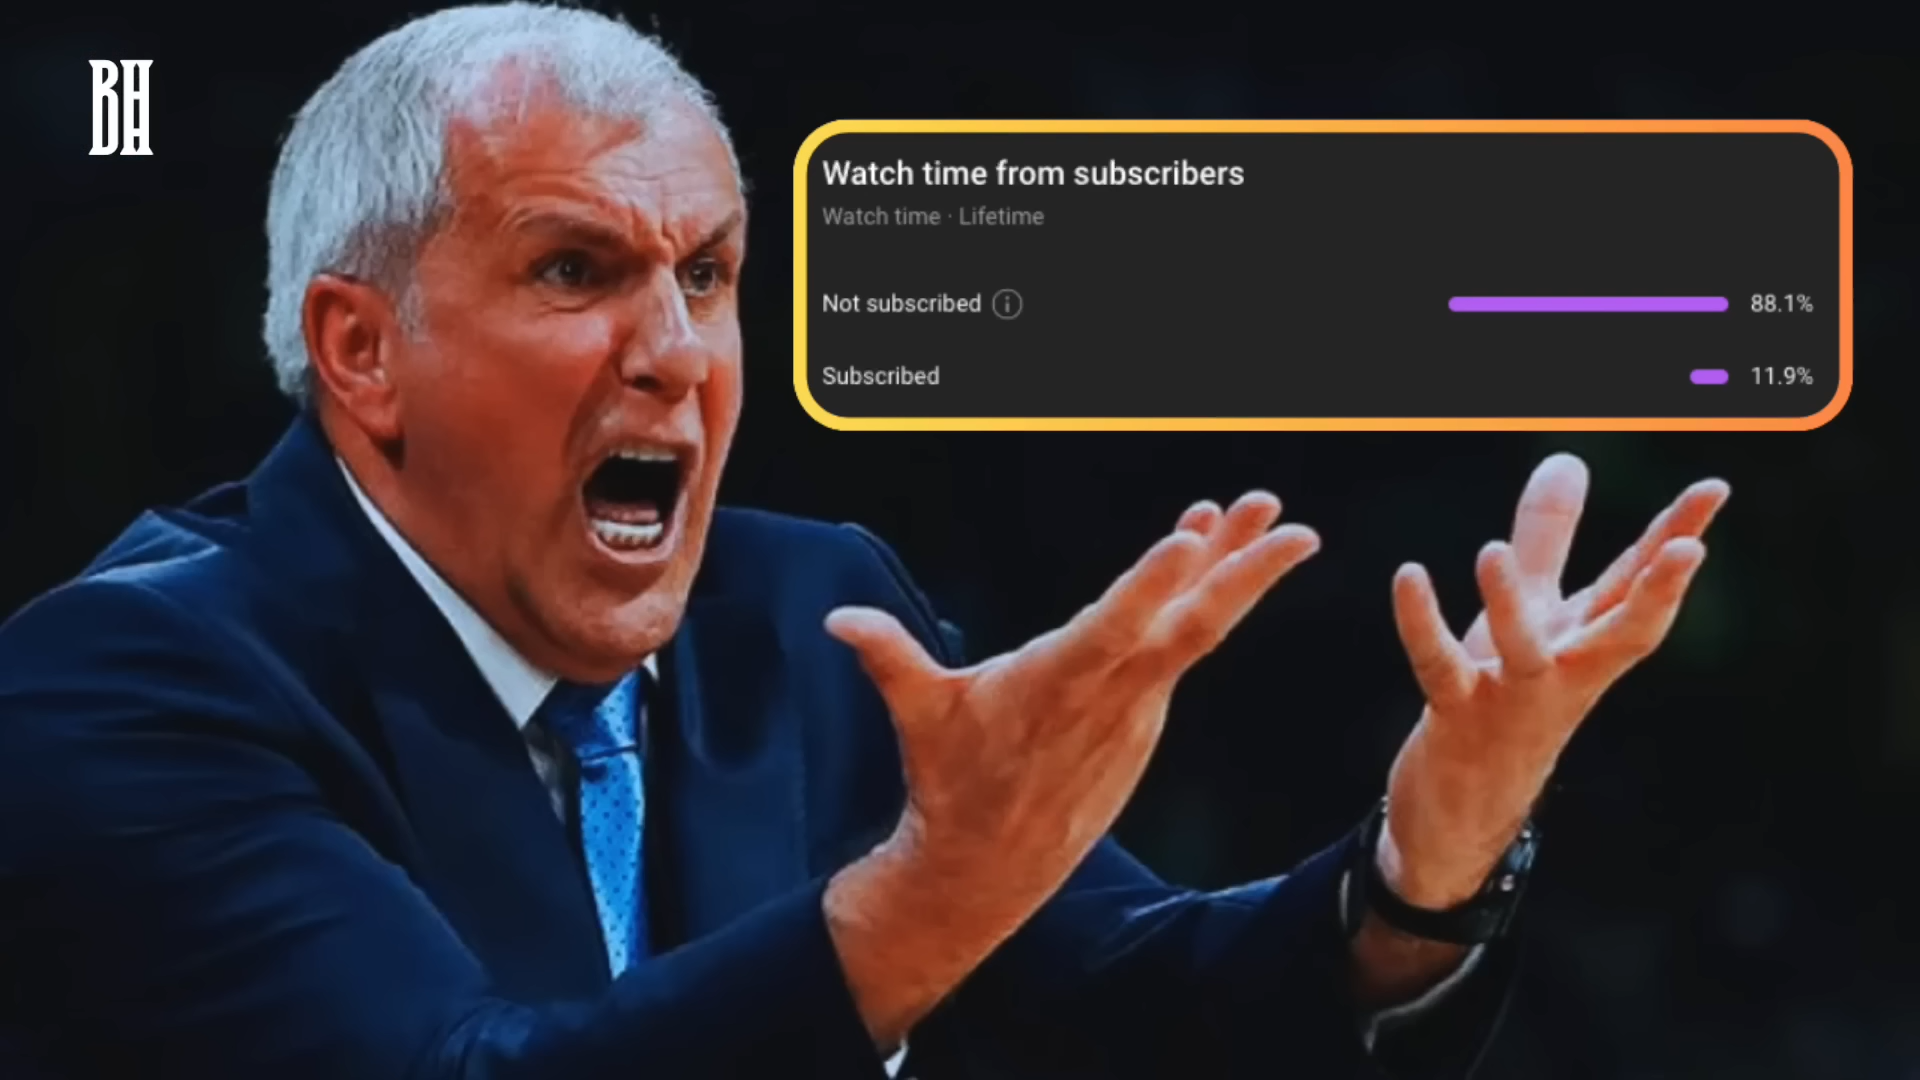 BH
Watch time from subscribers
Watch time · Lifetime
Not subscribed
88.1%
Subscribed
11.9%